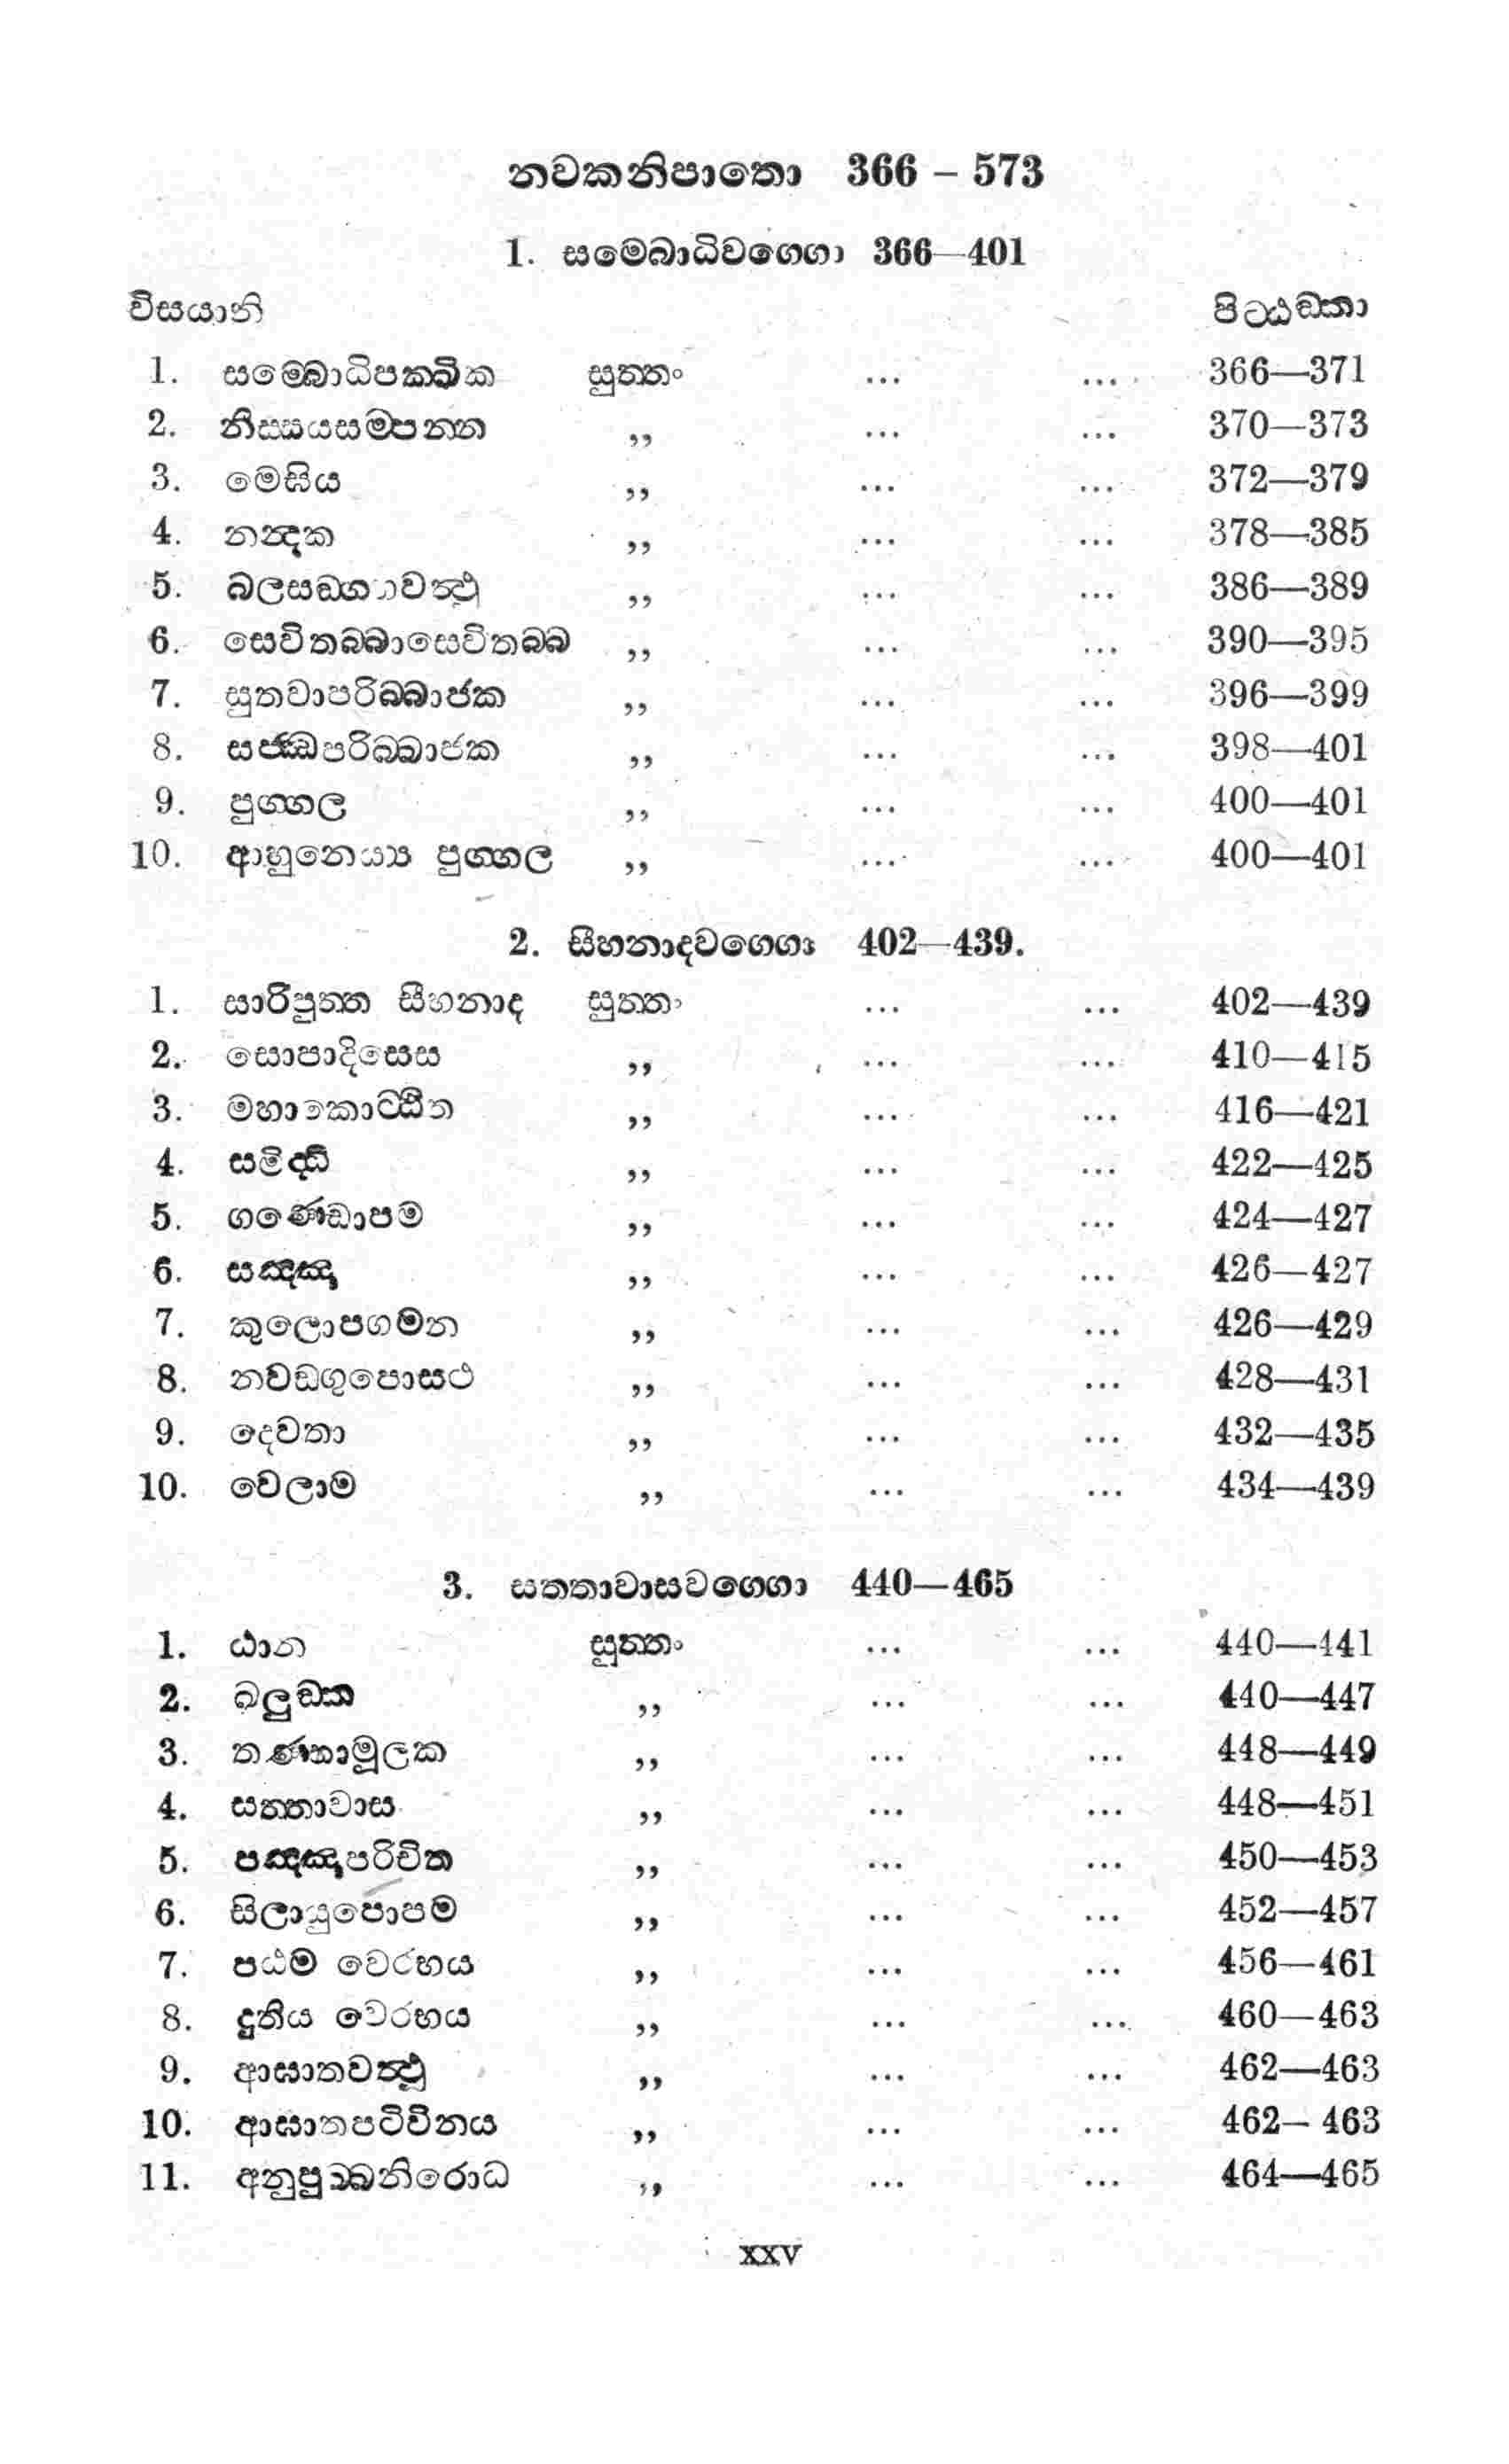 නවකනිපාතො 366 – 573
1. සම්බොධිවග්ගො 366—401
විසයානි පිට්ඨඞ්කා
1. සම්බොධිපක්ඛික සුත්තං ... ... 366—371
2. නිස්සයසම්පන්න ,, ... ... 370—373
3. මෙඝිය ,, ... ... 372—379
4. නන්දක ,, ... ... 378—385
5. බලසඞ්ගාවත්ථු ,, ... ... 386—389
6. සෙවිතබ්බාසෙවිතබ්බ ,, ... ... 390—395
7. සුතවාපරිබ්බාජක ,, ... ... 396—399
8. සජ්ඣපරිබ්බාජක ,, ... ... 398—401
9. පුග්ගල ,, ... ... 400—401
10. ආහුනෙය්‍ය පුග්ගල ,, ... ... 400—401
2. සීහනාදවග්ගො 402—439.
1. සාරිපුත්ත සීහනාද සුත්තං ... ... 402—439
2. සොපාදිසෙස ,, ... ... 410—415
3. මහාකොට්ඨිත ,, ... ... 416—421
4. සමිද්ධි ,, ... ... 422—425
5. ගණ්ඩොපම ,, ... ... 424—427
6. සඤ්ඤා ,, ... ... 426—427
7. කුලොපගමන ,, ... ... 426—429
8. නවඞ්ගුපොසථ ,, ... ... 428—431
9. දෙවතා ,, ... ... 432—435
10. වෙලාම ,, ... ... 434—439
3. සත්තාවාසවග්ගො 440—465
1. ඨාන සුත්තං ... ... 440—441
2. ඛලුඞ්ක ,, ... ... 440—447
3. තණ්හාමූලක ,, ... ... 448—449
4. සත්තාවාස ,, ... ... 448—451
5. පඤ්ඤාපරිචිත ,, ... ... 450—453
6. සිලායුපොපම ,, ... ... 452—457
7. පඨම වෙරභය ,, ... ... 456—461
8. දුතිය වෙරභය ,, ... ... 460—463
9. ආඝාතවත්ථු ,, ... ... 462—463
10. ආඝාතපටිවිනය ,, ... ... 462– 463
11. අනුපුබ්බනිරොධ ,, ... ... 464—465
xxv